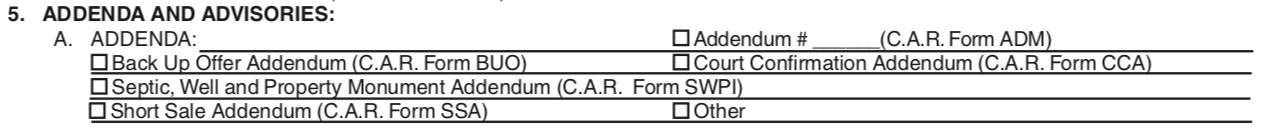 5. ADDENDA AND ADVISORIES:
A. ADDENDA: ☐ Addendum # ______(C.A.R. Form ADM)
☐ Back Up Offer Addendum (C.A.R. Form BUO) ☐ Court Confirmation Addendum (C.A.R. Form CCA)
☐ Septic, Well and Property Monument Addendum (C.A.R. Form SWPI)
☐ Short Sale Addendum (C.A.R. Form SSA) ☐ Other